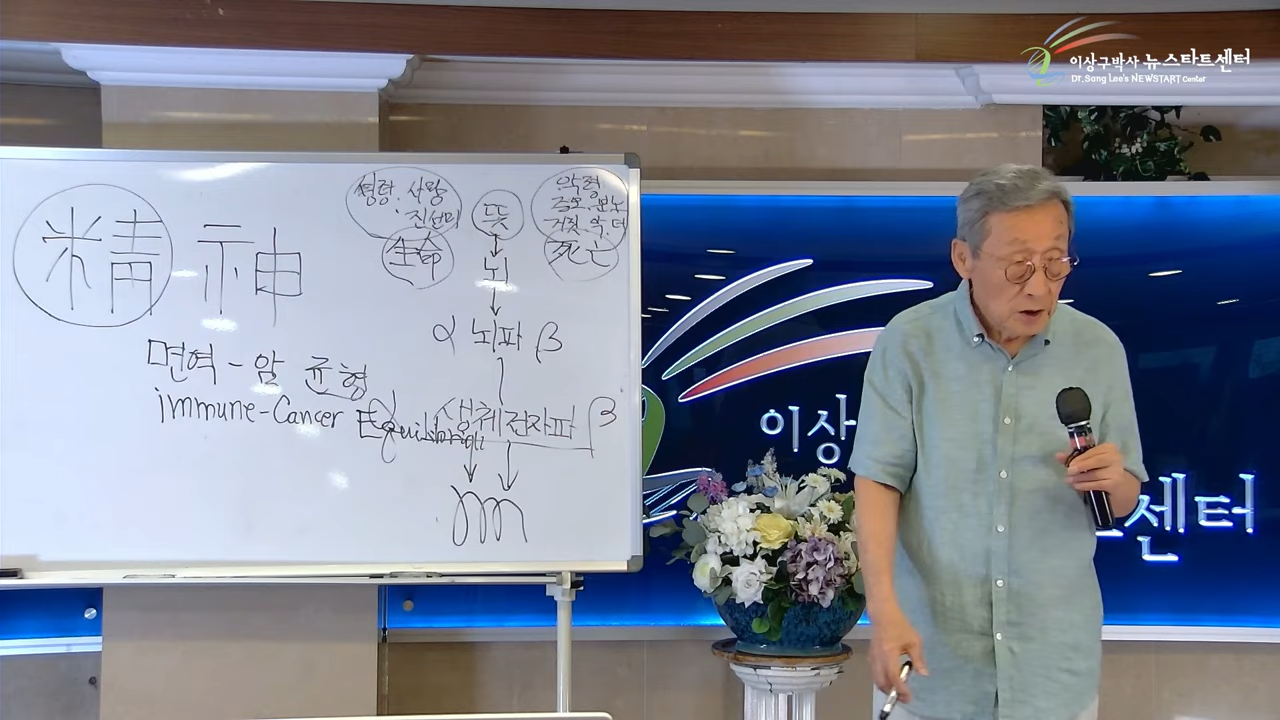 이상구박사 뉴스타트센터
Dr. Sang Lee's NEWSTART Center
精神
성령. 사랑
진선미
生命
뜻
악령
증오. 분노
거짓. 악. 더
死亡
뇌
α 뇌파 β
면역 - 암 균형
immune-Cancer Equilibrium
α 생체전자파 β
이상
센터